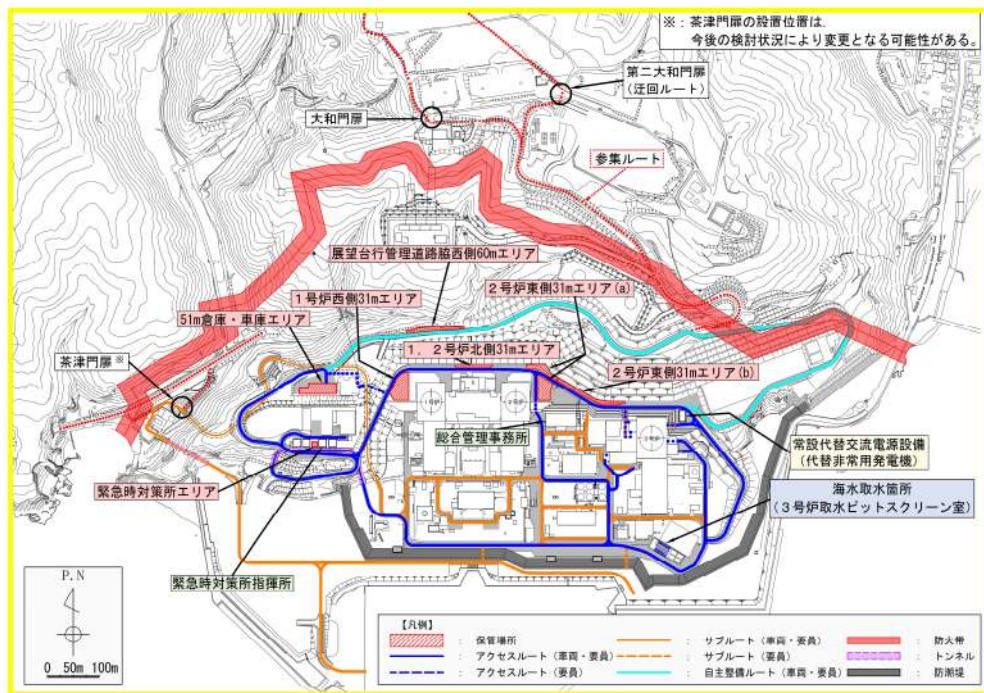 ※：茶津門扉の設置位置は、
今後の検討状況により変更となる可能性がある。
第二大和門扉
（迂回ルート）
大和門扉
参集ルート
展望台行管理道路脇西側60mエリア
１号炉西側31mエリア
２号炉東側31mエリア(a)
51m倉庫・車庫エリア
茶津門扉※
１．２号炉北側31mエリア
２号炉東側31mエリア(b)
1号炉
2号炉
3号炉
総合管理事務所
常設代替交流電源設備
（代替非常用発電機）
緊急時対策所エリア
海水取水箇所
（３号炉取水ピットスクリーン室）
緊急時対策所指揮所
P.N
0 50m 100m
【凡例】
： 保管場所
： サブルート（車両・要員）
： 防火帯
： アクセスルート（車両・要員）
： サブルート（要員）
： トンネル
： アクセスルート（要員）
： 自主整備ルート（車両・要員）
： 防潮堤